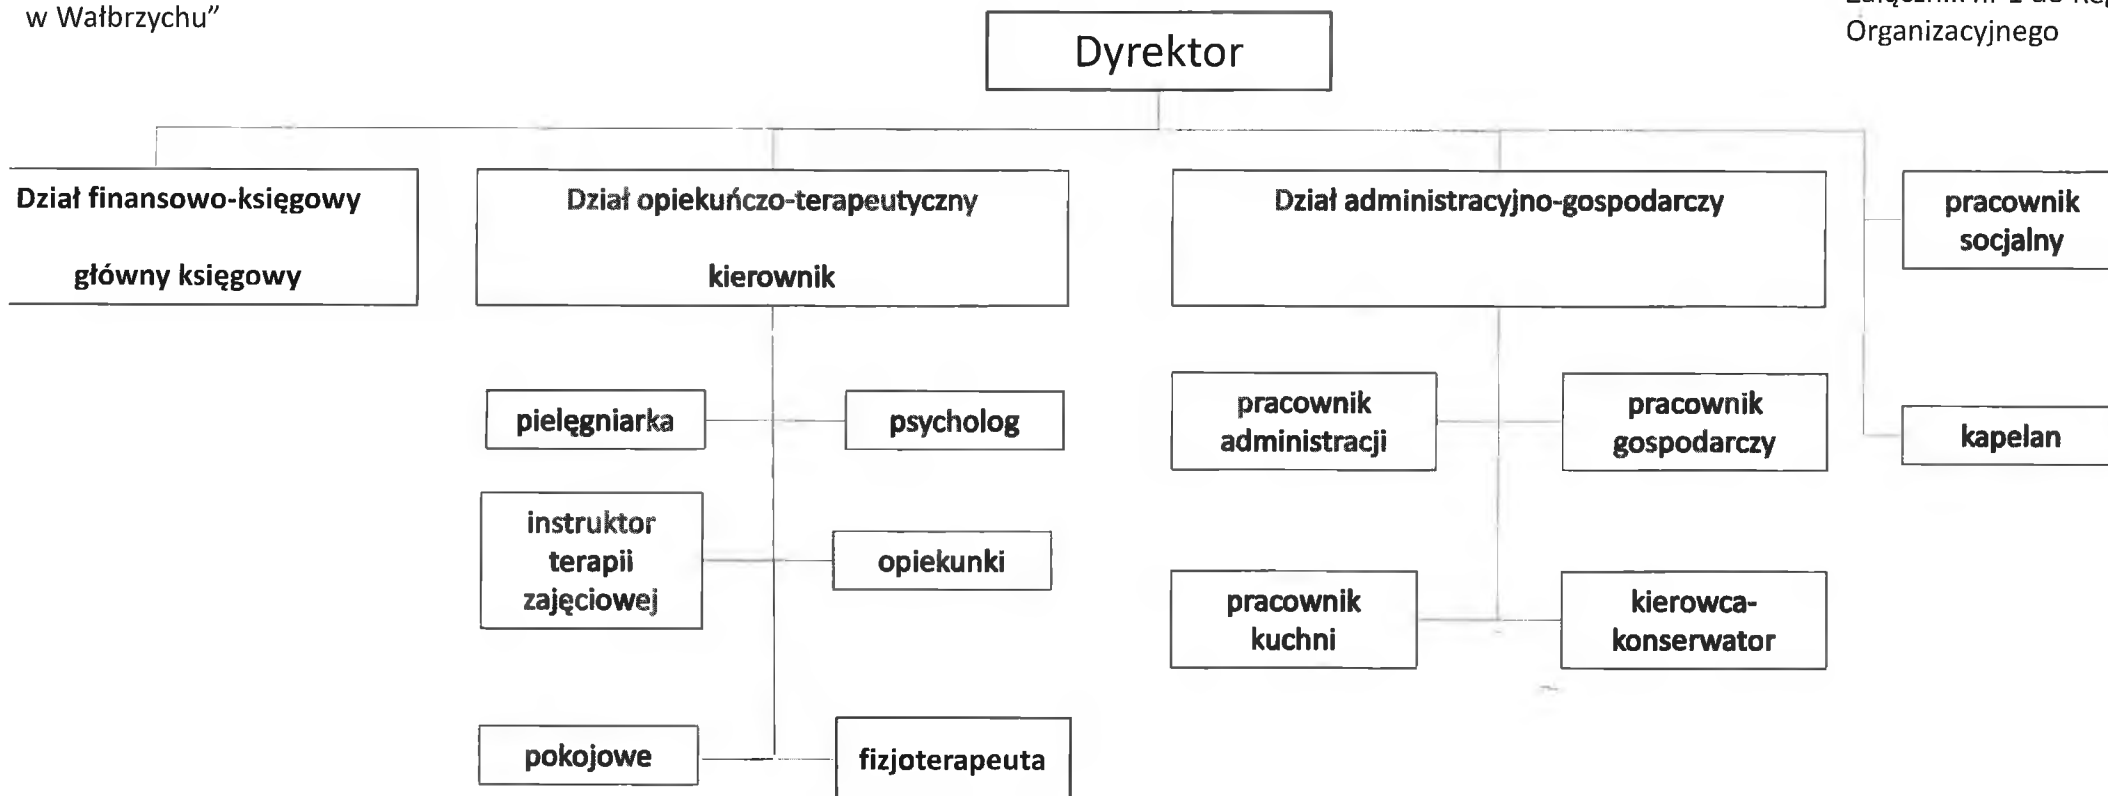 w Wałbrzychu”
Organizacyjnego
Dyrektor
Dział finansowo-księgowy
główny księgowy
Dział opiekuńczo-terapeutyczny
kierownik
Dział administracyjno-gospodarczy
pracownik
socjalny
pielęgniarka
psycholog
pracownik
administracji
pracownik
gospodarczy
kapelan
instruktor
terapii
zajęciowej
opiekunki
pracownik
kuchni
kierowca-
konserwator
pokojowe
fizjoterapeuta